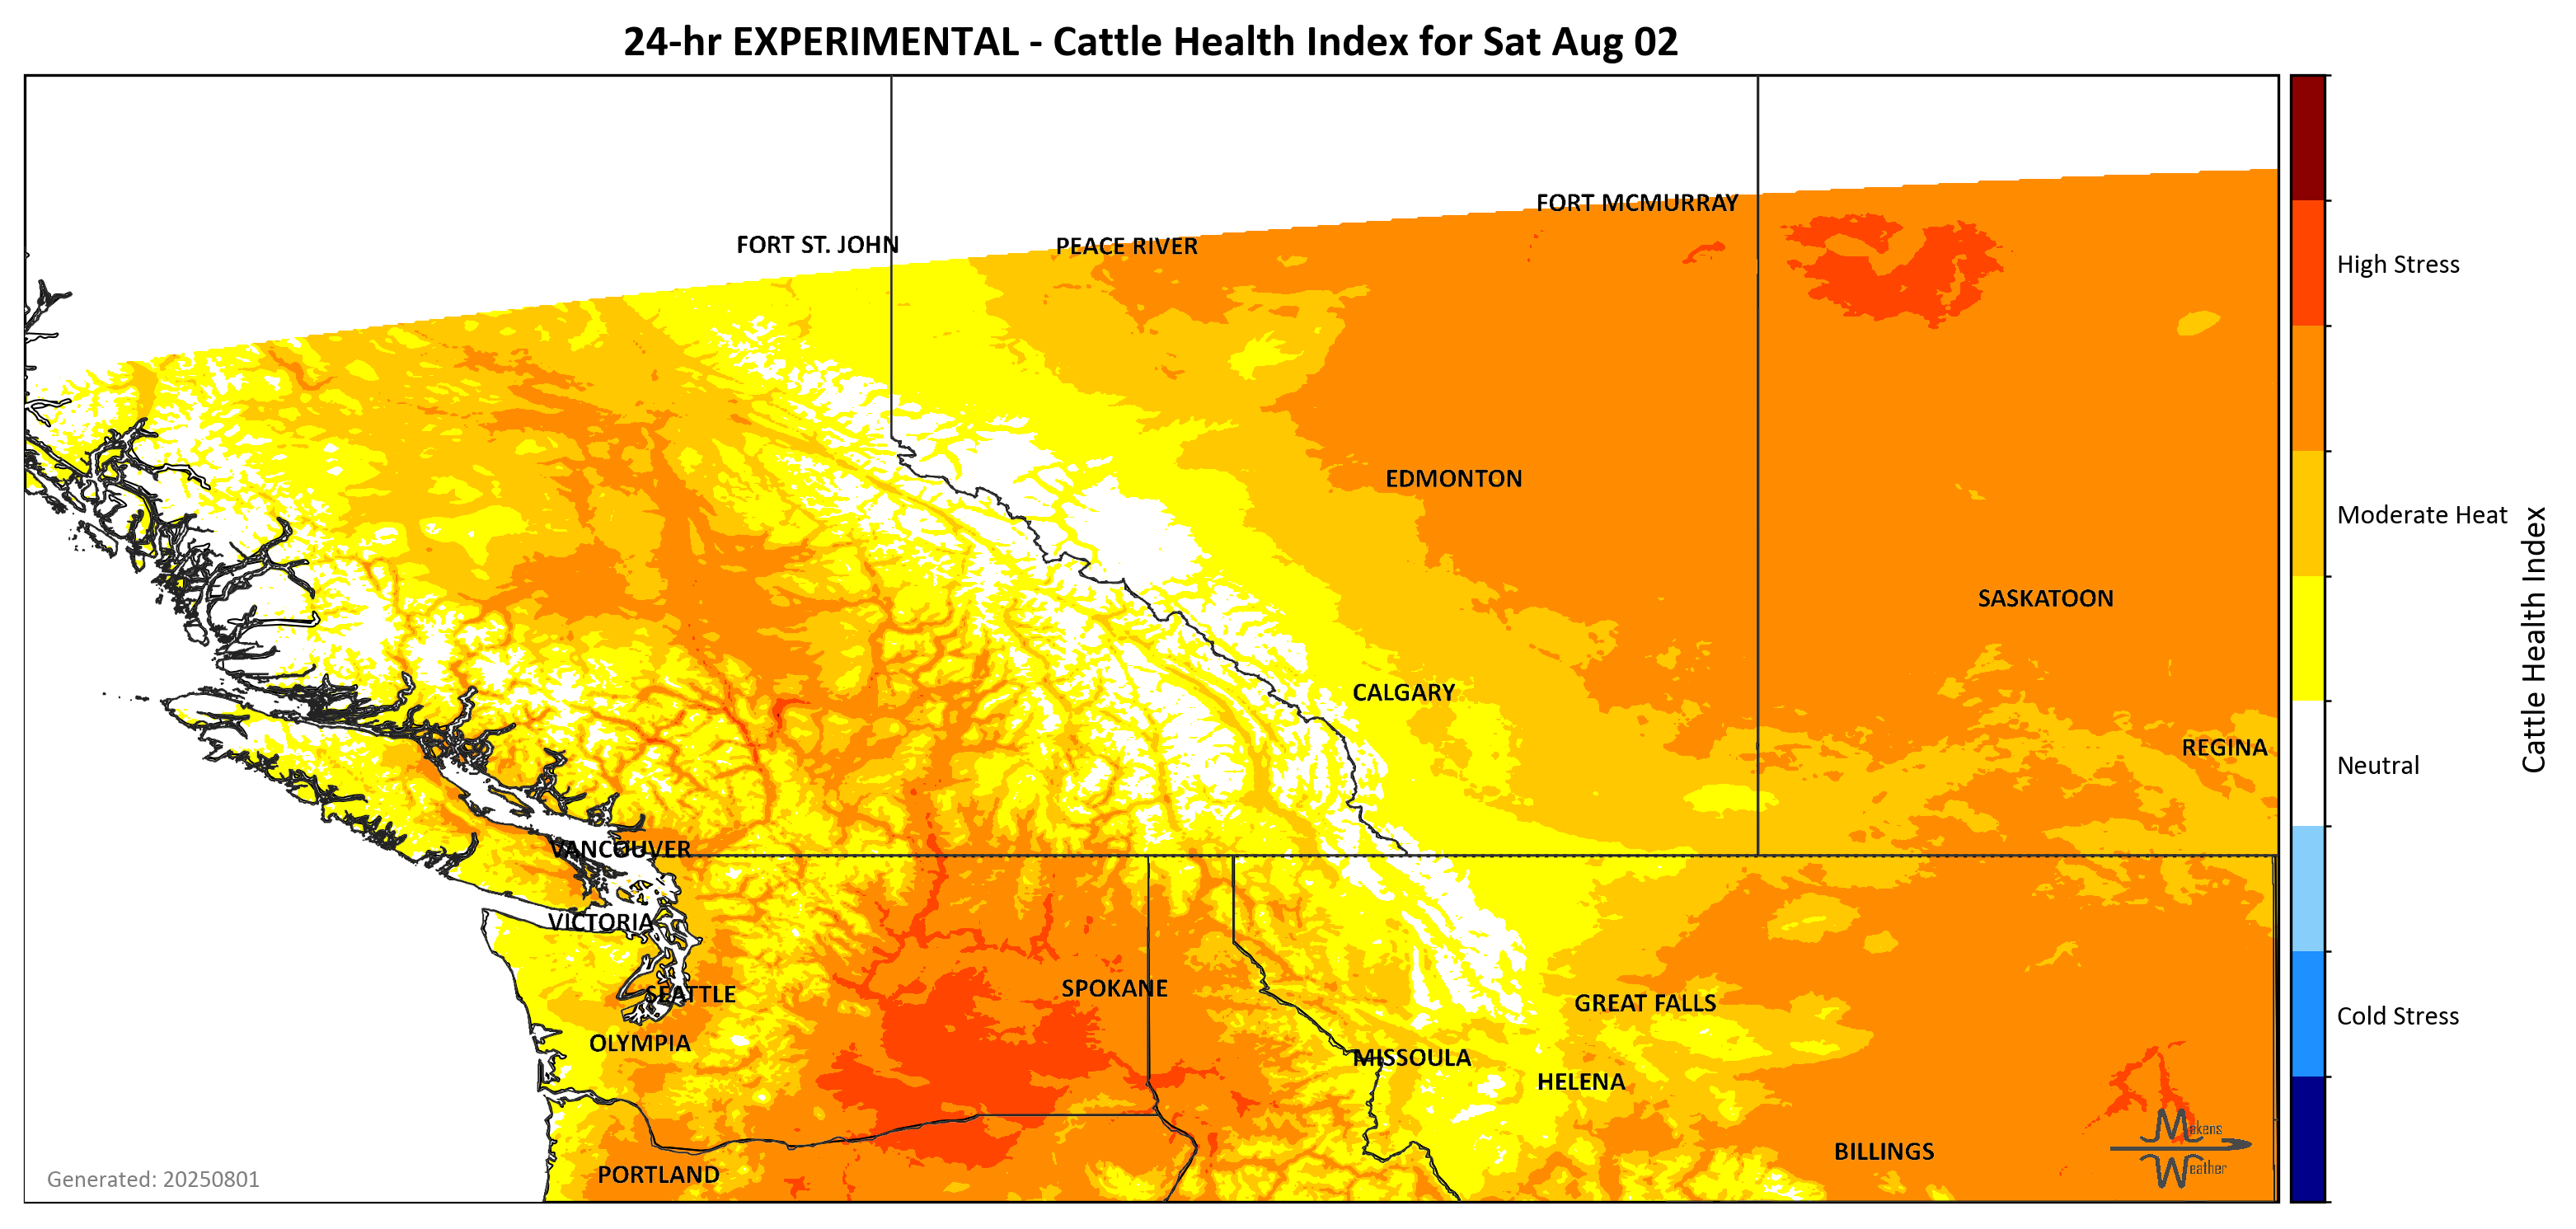 24-hr EXPERIMENTAL - Cattle Health Index for Sat Aug 02
FORT MCMURRAY
FORT ST. JOHN
PEACE RIVER
High Stress
EDMONTON
Moderate Heat
SASKATOON
CALGARY
REGINA
Neutral
Cattle Health Index
VANCOUVER
VICTORIA
SPOKANE
SEATTLE
GREAT FALLS
Cold Stress
OLYMPIA
MISSOULA
HELENA
Makens
BILLINGS
Weather
PORTLAND
Generated: 20250801